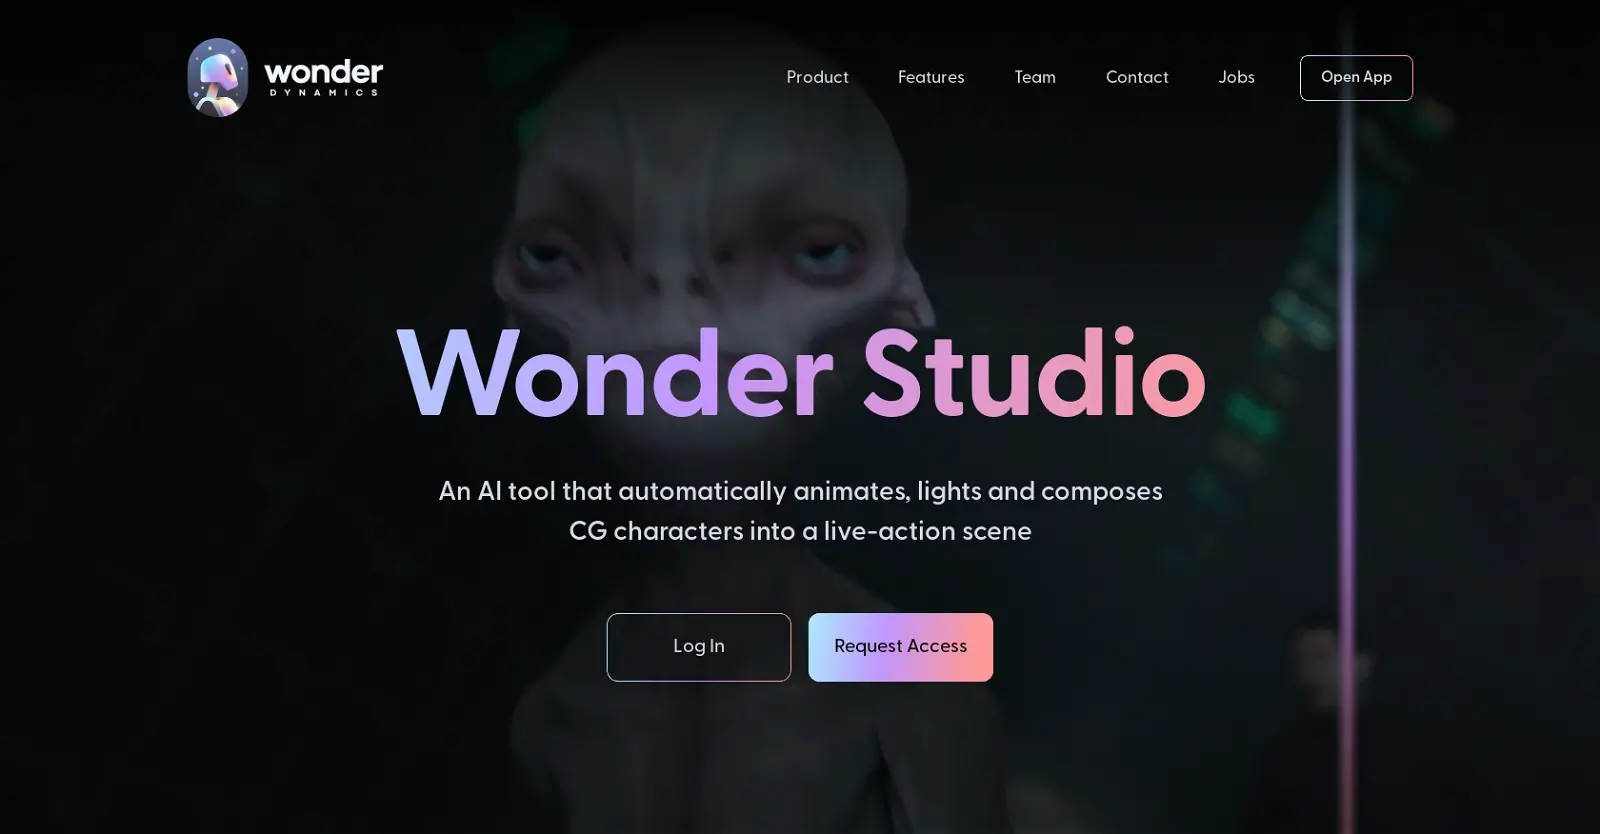 wonder
DYNAMICS
Product
Features
Team
Contact
Jobs
Open App
Wonder Studio
An AI tool that automatically animates, lights and composes
CG characters into a live-action scene
Log In
Request Access